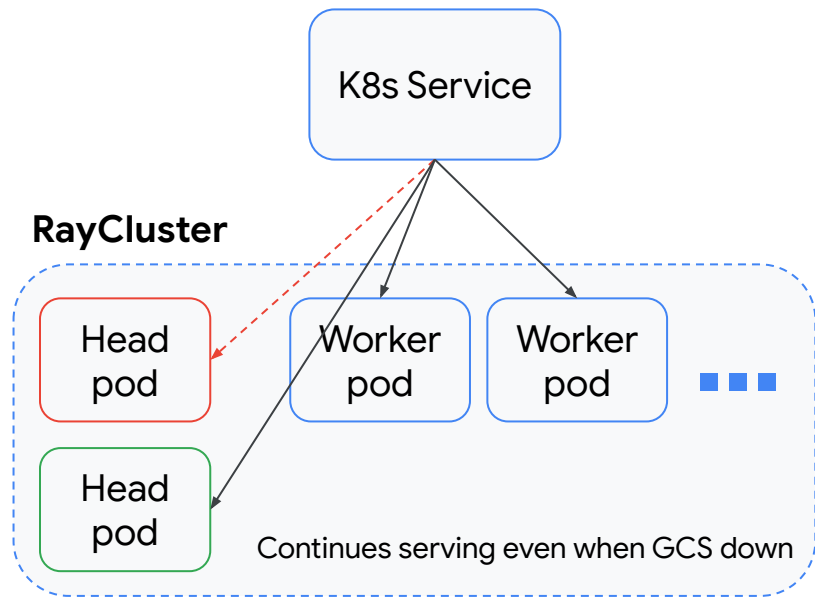 K8s Service
RayCluster
Head
pod
Worker
pod
Worker
pod
Head
pod
Continues serving even when GCS down